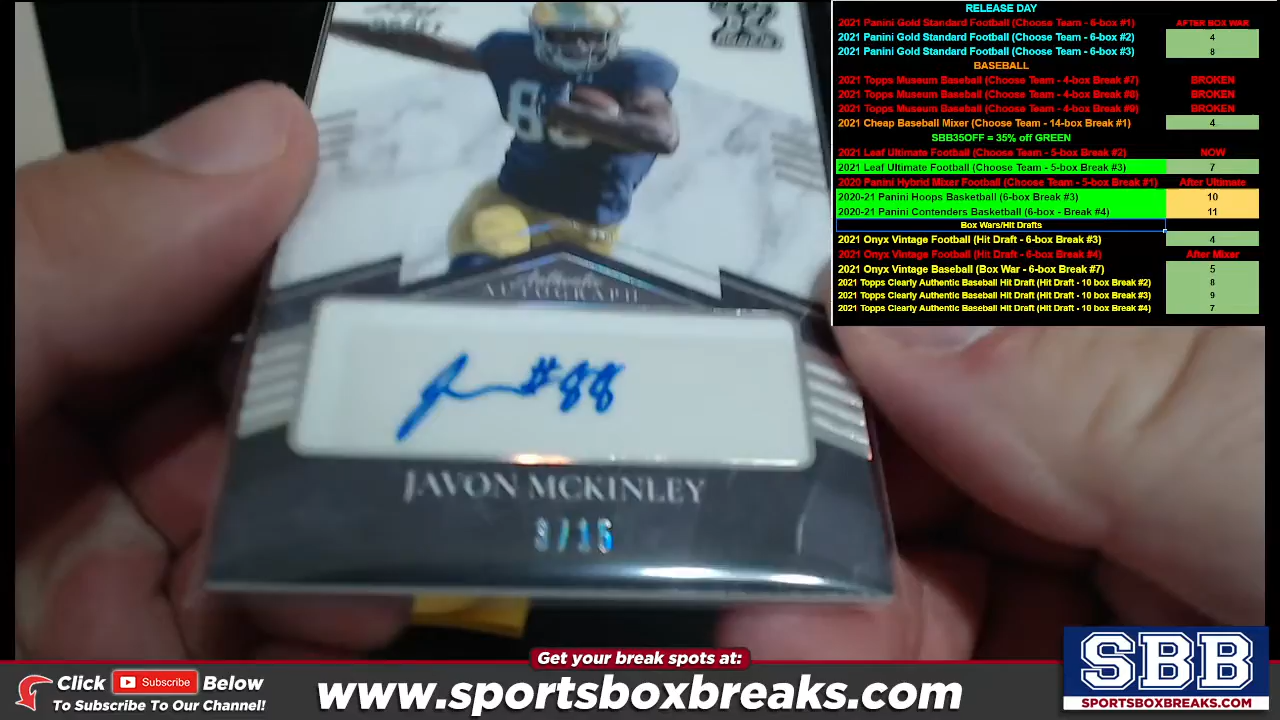 RELEASE DAY
2021 Panini Gold Standard Football (Choose Team - 6-box #1) AFTER BOX WAR
2021 Panini Gold Standard Football (Choose Team - 6-box #2) 4
2021 Panini Gold Standard Football (Choose Team - 6-box #3) 8
BASEBALL
2021 Topps Museum Baseball (Choose Team - 4-box Break #7) BROKEN
2021 Topps Museum Baseball (Choose Team - 4-box Break #8) BROKEN
2021 Topps Museum Baseball (Choose Team - 4-box Break #9) BROKEN
2021 Cheap Baseball Mixer (Choose Team - 14-box Break #1) 4
SBB35OFF = 35% off GREEN
2021 Leaf Ultimate Football (Choose Team - 5-box Break #2) NOW
2021 Leaf Ultimate Football (Choose Team - 5-box Break #3) 7
2020 Panini Hybrid Mixer Football (Choose Team - 5-box Break #1) After Ultimate
2020-21 Panini Hoops Basketball (6-box Break #3) 10
2020-21 Panini Contenders Basketball (6-box - Break #4) 11
Box Wars/Hit Drafts
2021 Onyx Vintage Football (Hit Draft - 6-box Break #3) 4
2021 Onyx Vintage Football (Hit Draft - 6-box Break #4) After Mixer
2021 Onyx Vintage Baseball (Box War - 6-box Break #7) 5
2021 Topps Clearly Authentic Baseball Hit Draft (Hit Draft - 10 box Break #2) 8
2021 Topps Clearly Authentic Baseball Hit Draft (Hit Draft - 10 box Break #3) 9
2021 Topps Clearly Authentic Baseball Hit Draft (Hit Draft - 10 box Break #4) 7
AUTOGRAPH
#88
JAVON MCKINLEY
3/15
Get your break spots at:
Click Subscribe Below
To Subscribe To Our Channel!
www.sportsboxbreaks.com
SBB
SPORTSBOXBREAKS.COM